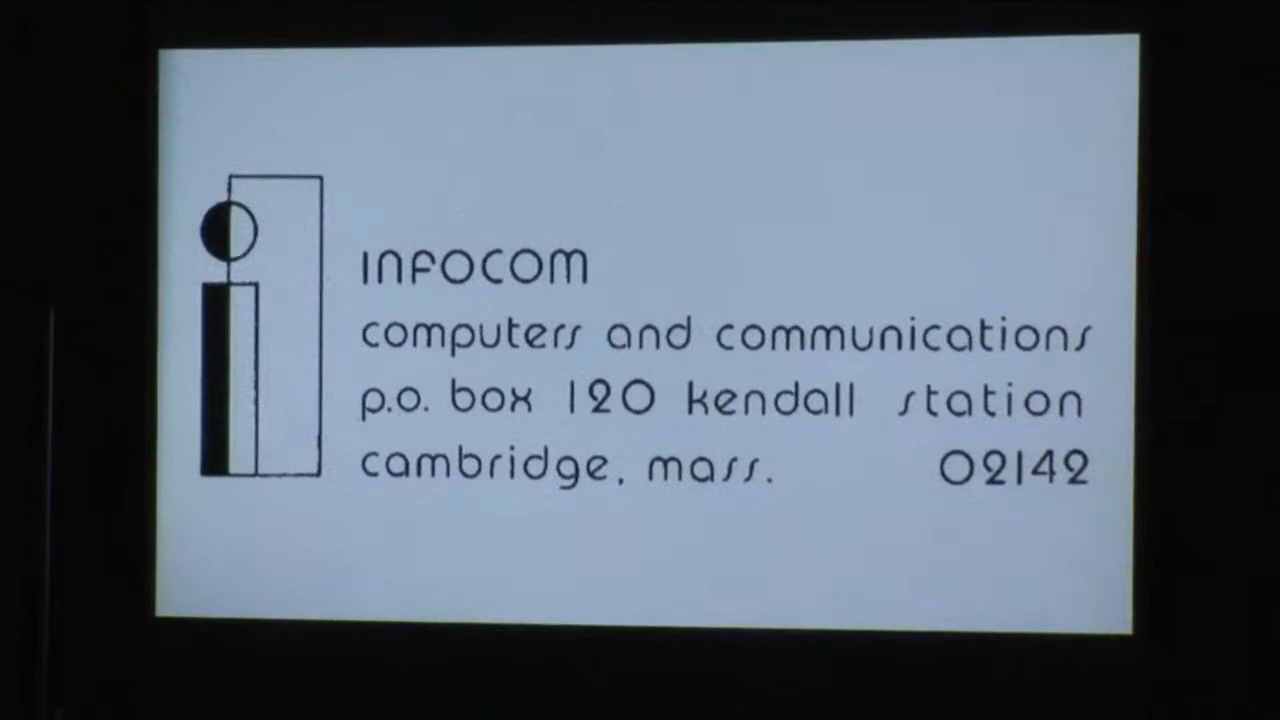 INFOCOM
computers and communications
p.o. box 120 kendall station
cambridge, mass. 02142